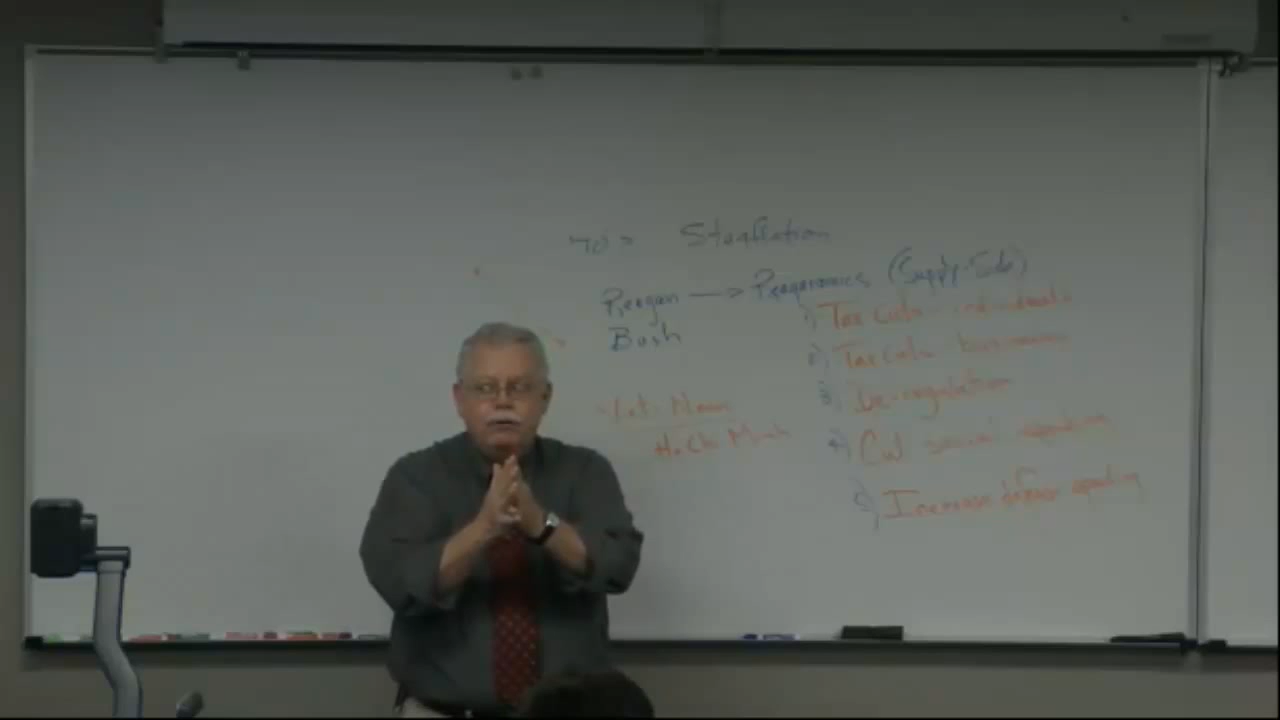 70s Stagflation
Reagan → Reaganomics (Supply-Side)
Bush
1) Tax Cuts - individuals
2) Tax Cuts businesses
3) De-regulation
4) Cut social spending
5) Increase defense spending
Viet Nam
Ho Chi Minh